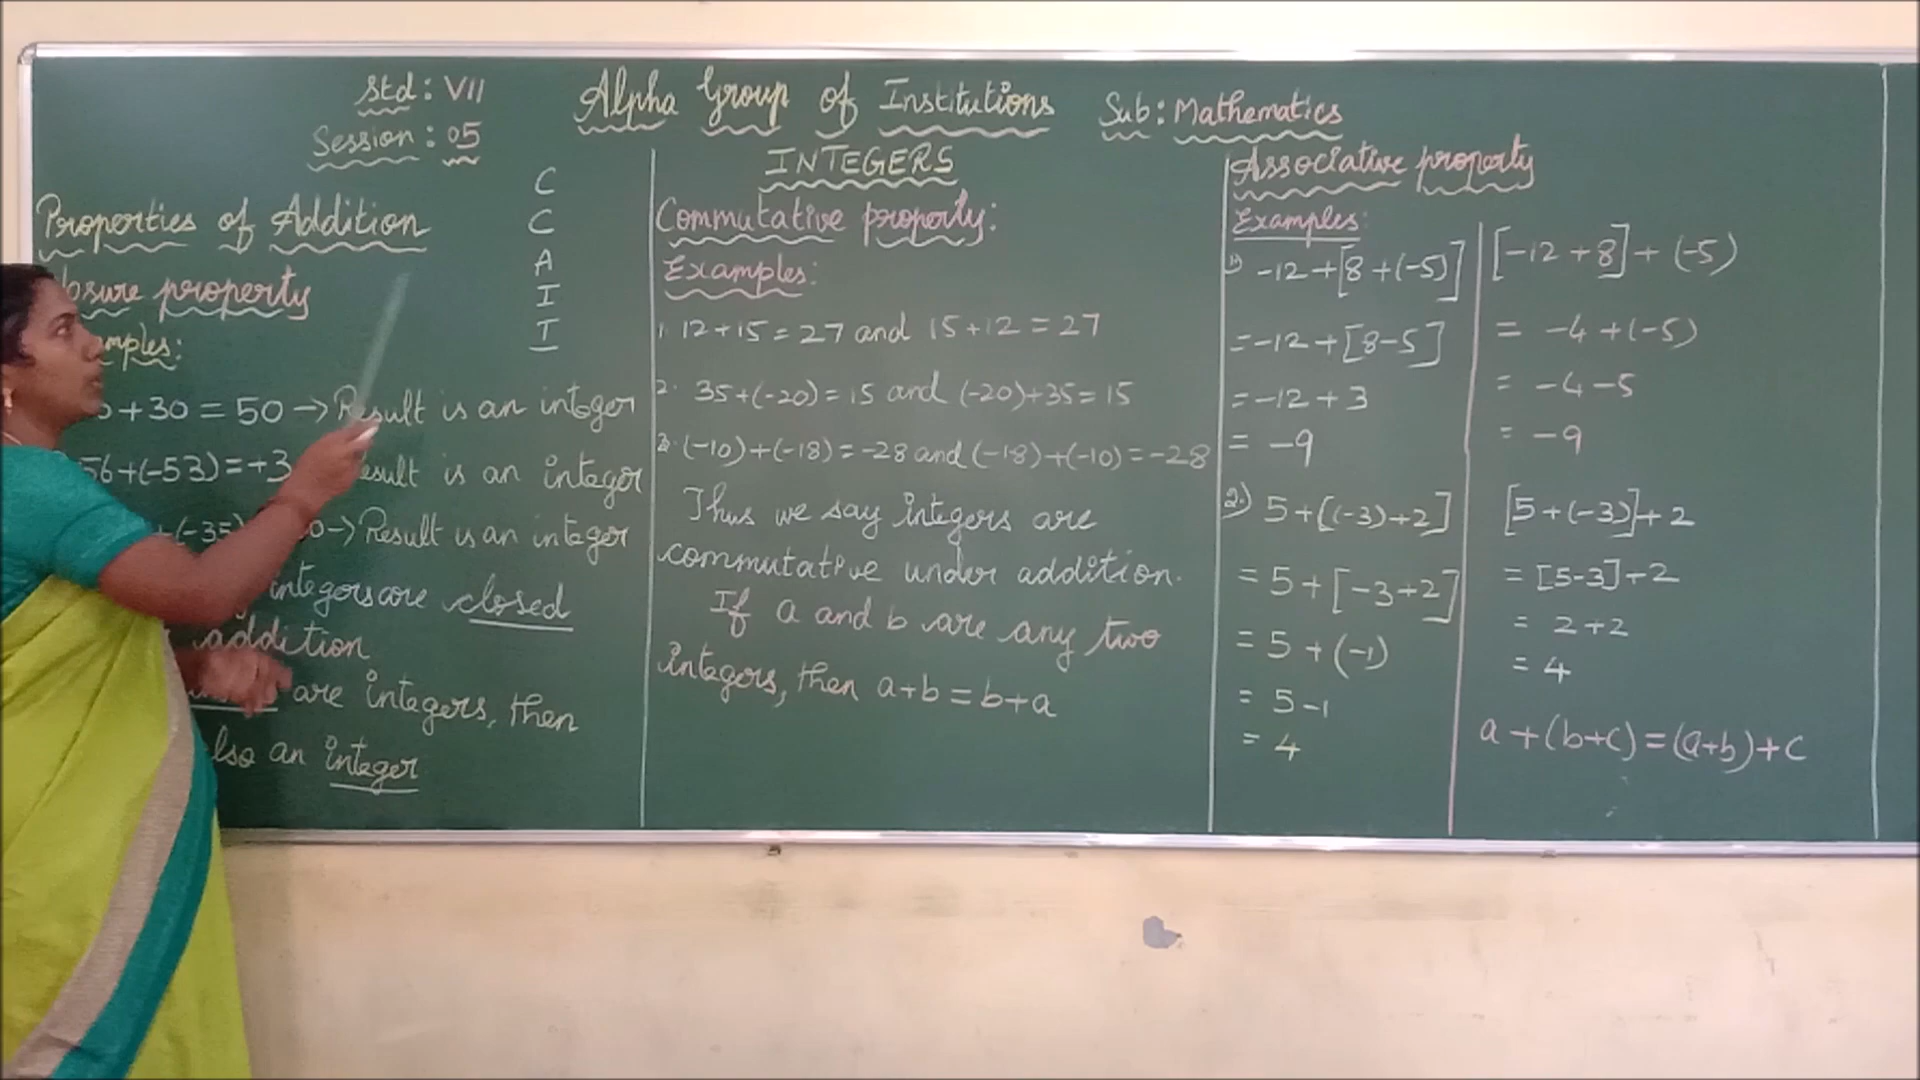 Std: VII
Session: 05
Alpha Group of Institutions
Sub: Mathematics
INTEGERS
Properties of Addition
C
C
A
I
I
property
+ 30 = 50 → Result is an integer
56+(-53)=+3 Result is an integer
+(-35) 0→ Result is an integer
integers are closed
addition
are integers, then
also an integer
Commutative property:
Examples:
1. 12+15=27 and 15+12=27
2. 35+(-20)=15 and (-20)+35=15
3. (-10)+(-18)=-28 and (-18)+(-10)=-28
Thus we say integers are
commutative under addition.
If a and b are any two
integers, then a+b=b+a
Associative property
Examples:
1) -12+[8+(-5)]
=-12+[8-5]
=-12+3
= -9
2.) 5+[(-3)+2]
= 5+[-3+2]
= 5+(-1)
= 5-1
= 4
[-12+8]+(-5)
= -4+(-5)
= -4-5
= -9
[5+(-3)]+2
= [5-3]+2
= 2+2
= 4
a+(b+c)=(a+b)+c